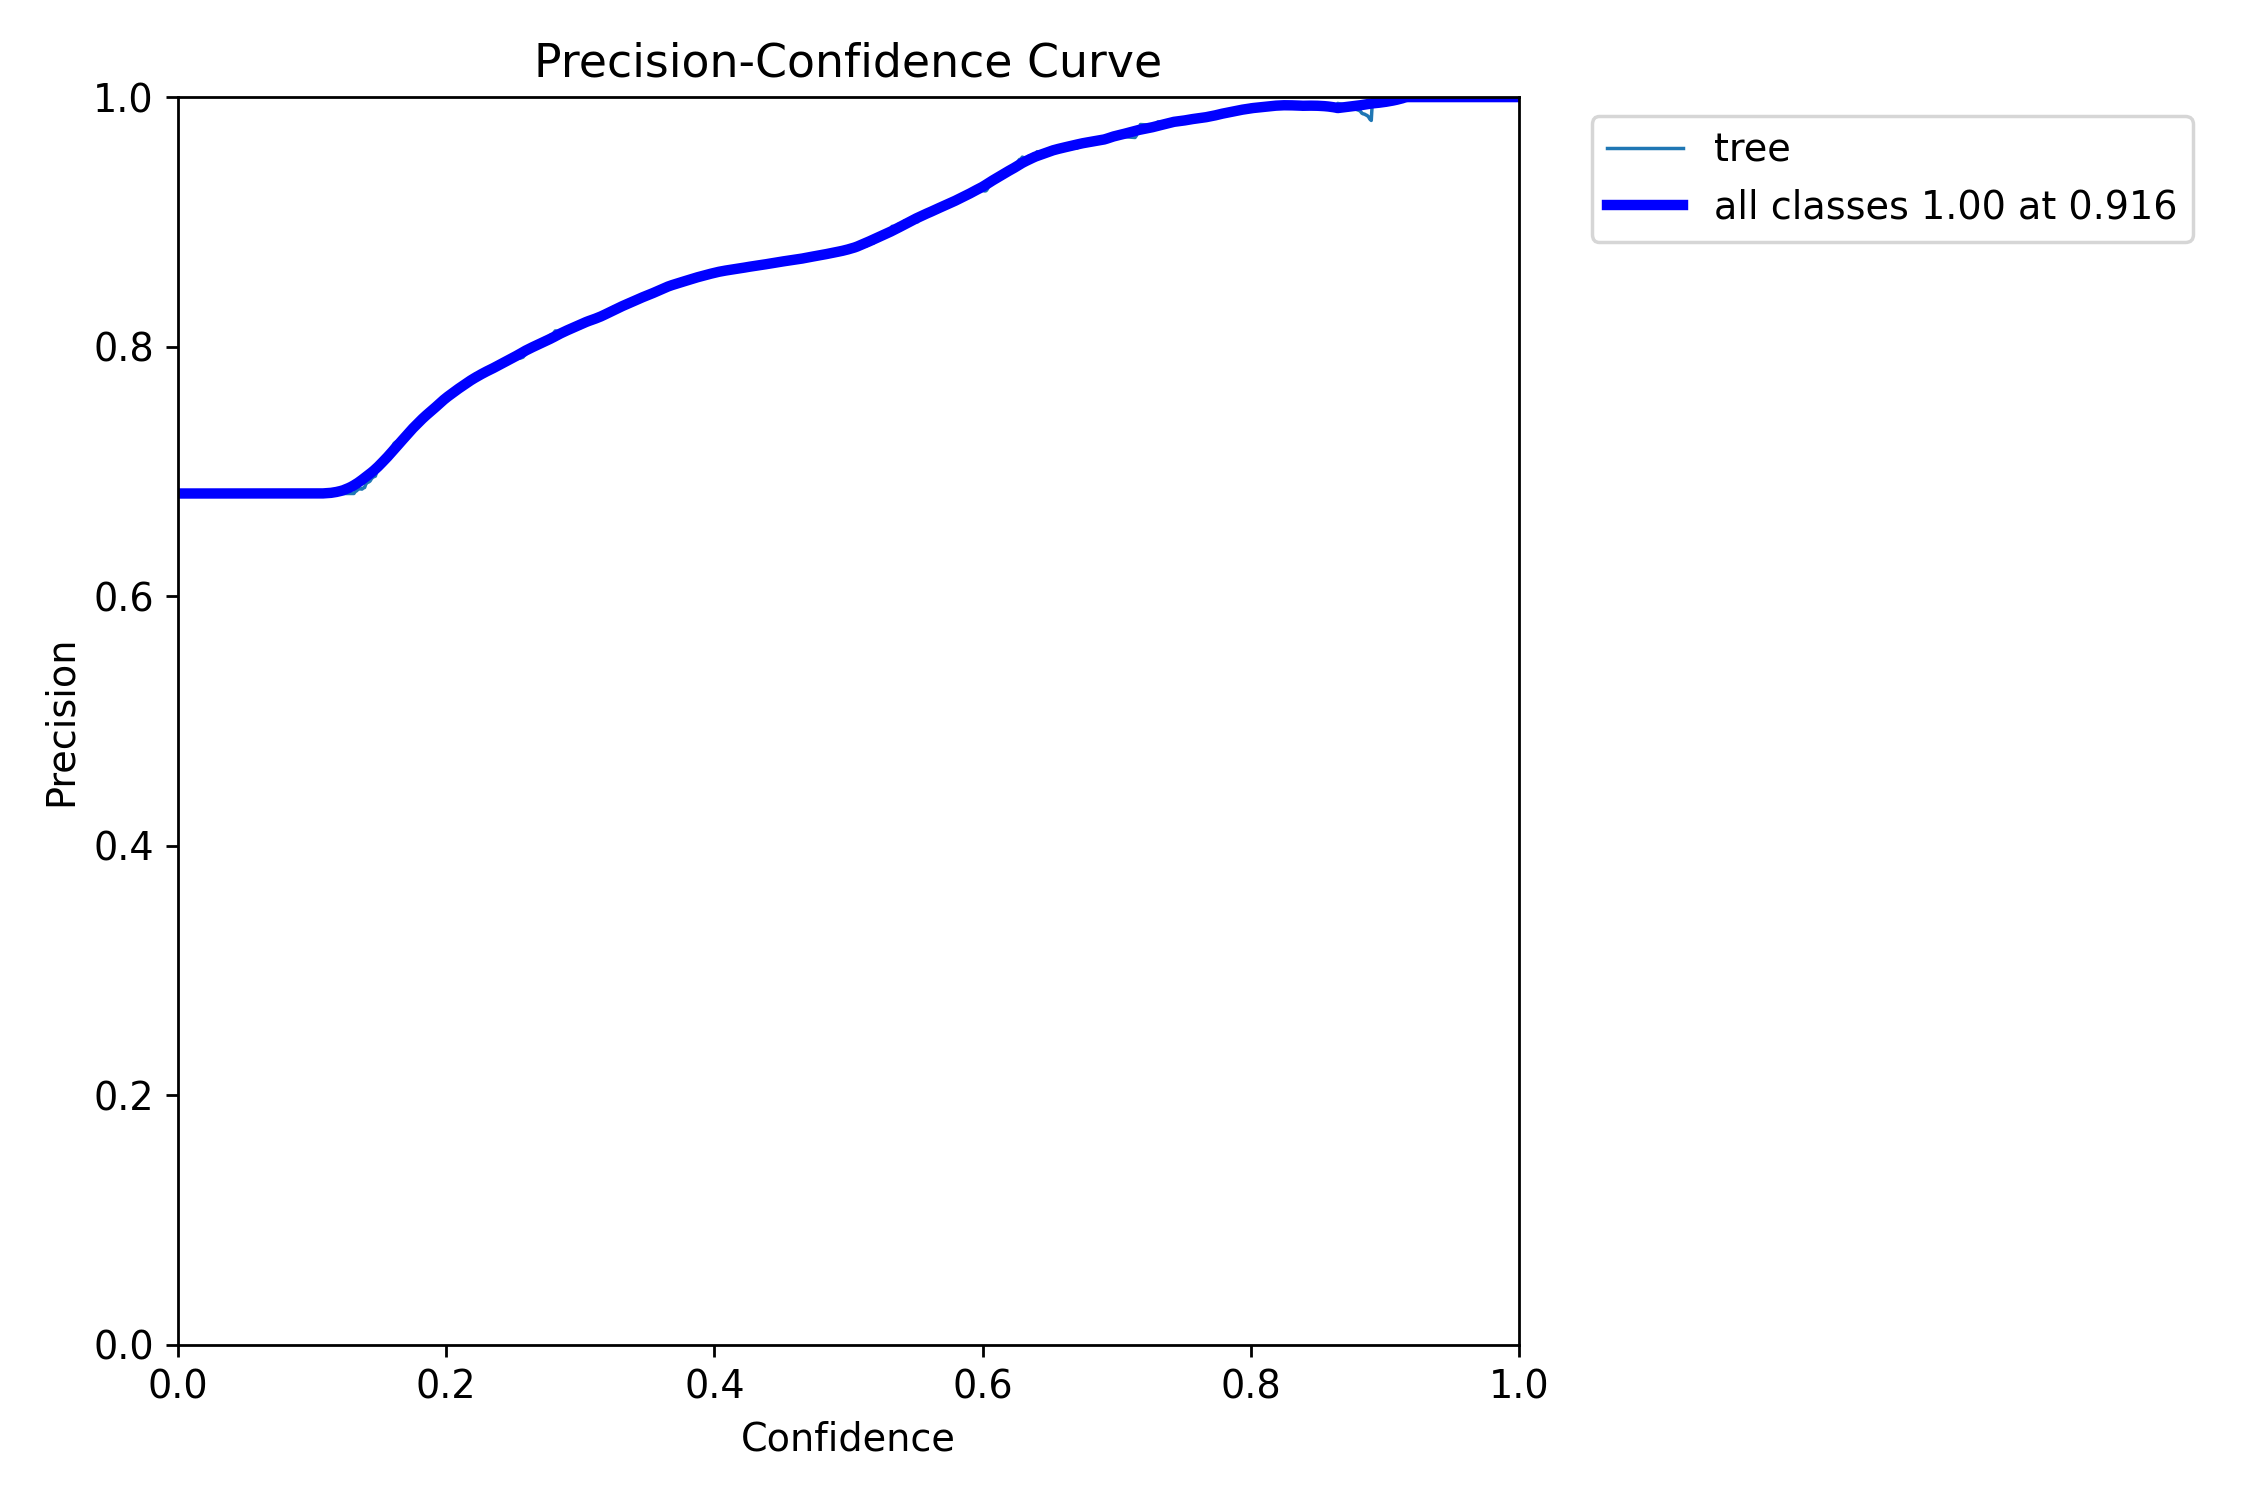 Precision-Confidence Curve
1.0
0.8
0.6
0.4
0.2
0.0
Precision
0.0 0.2 0.4 0.6 0.8 1.0
Confidence
tree
all classes 1.00 at 0.916